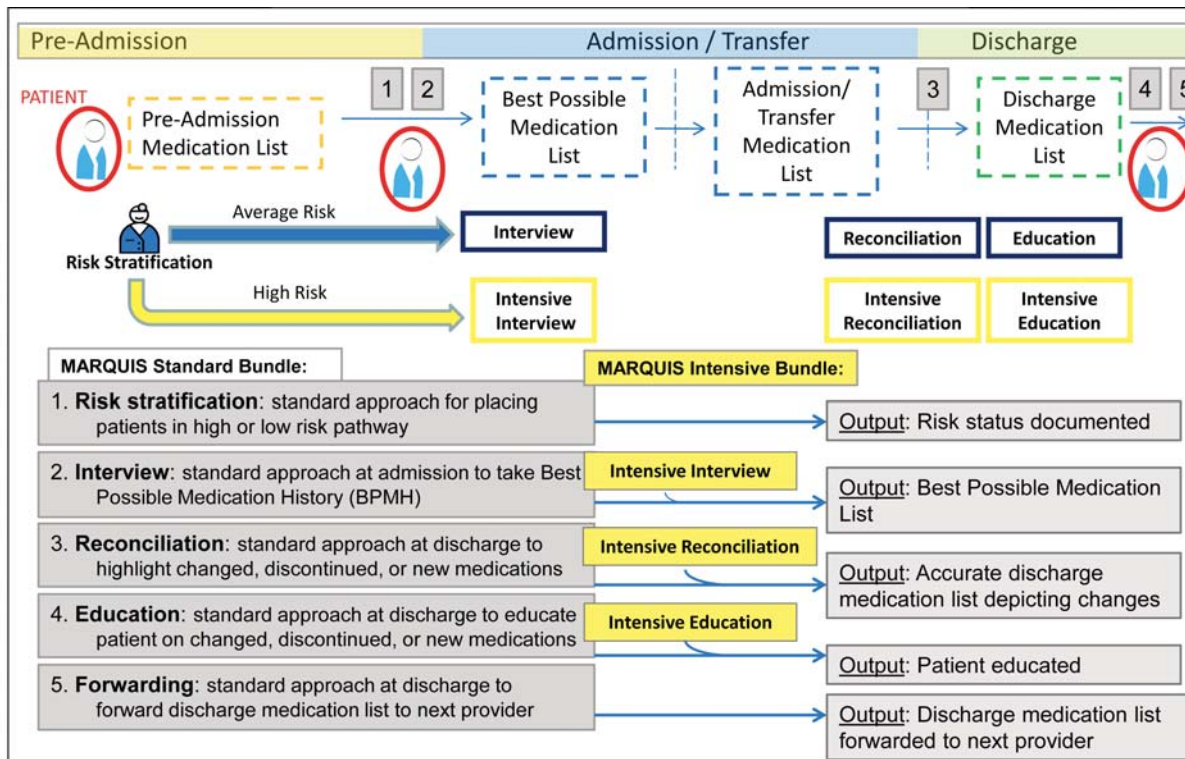 Pre-Admission
Admission / Transfer
Discharge
PATIENT
Pre-Admission
Medication List
1
2
Best Possible
Medication
List
Admission/
Transfer
Medication
List
3
Discharge
Medication
List
4
5
Average Risk
Interview
Reconciliation
Education
Risk Stratification
High Risk
Intensive
Interview
Intensive
Reconciliation
Intensive
Education
MARQUIS Standard Bundle:
MARQUIS Intensive Bundle:
1. Risk stratification: standard approach for placing
patients in high or low risk pathway
Output: Risk status documented
2. Interview: standard approach at admission to take Best
Possible Medication History (BPMH)
Intensive Interview
Output: Best Possible Medication
List
3. Reconciliation: standard approach at discharge to
highlight changed, discontinued, or new medications
Intensive Reconciliation
Output: Accurate discharge
medication list depicting changes
4. Education: standard approach at discharge to educate
patient on changed, discontinued, or new medications
Intensive Education
Output: Patient educated
5. Forwarding: standard approach at discharge to
forward discharge medication list to next provider
Output: Discharge medication list
forwarded to next provider